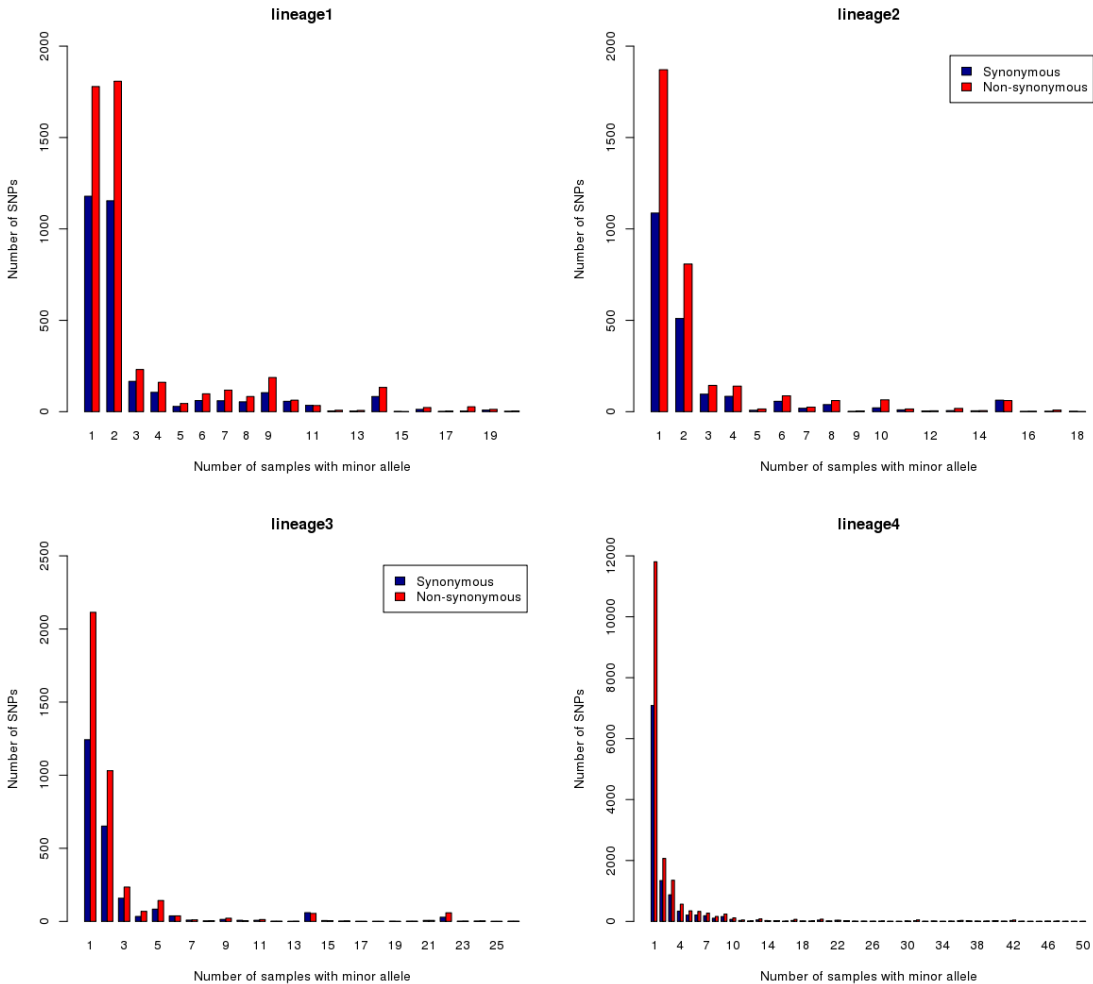 lineage1
Number of SNPs
2000
1500
1000
500
0
1 2 3 4 5 6 7 8 9 11 13 15 17 19
Number of samples with minor allele
lineage2
Synonymous
Non-synonymous
Number of SNPs
2000
1500
1000
500
0
1 2 3 4 5 6 7 8 9 10 12 14 16 18
Number of samples with minor allele
lineage3
Synonymous
Non-synonymous
Number of SNPs
2500
2000
1500
1000
500
0
1 3 5 7 9 11 13 15 17 19 21 23 25
Number of samples with minor allele
lineage4
Number of SNPs
12000
10000
8000
6000
4000
2000
0
1 4 7 10 14 18 22 26 30 34 38 42 46 50
Number of samples with minor allele